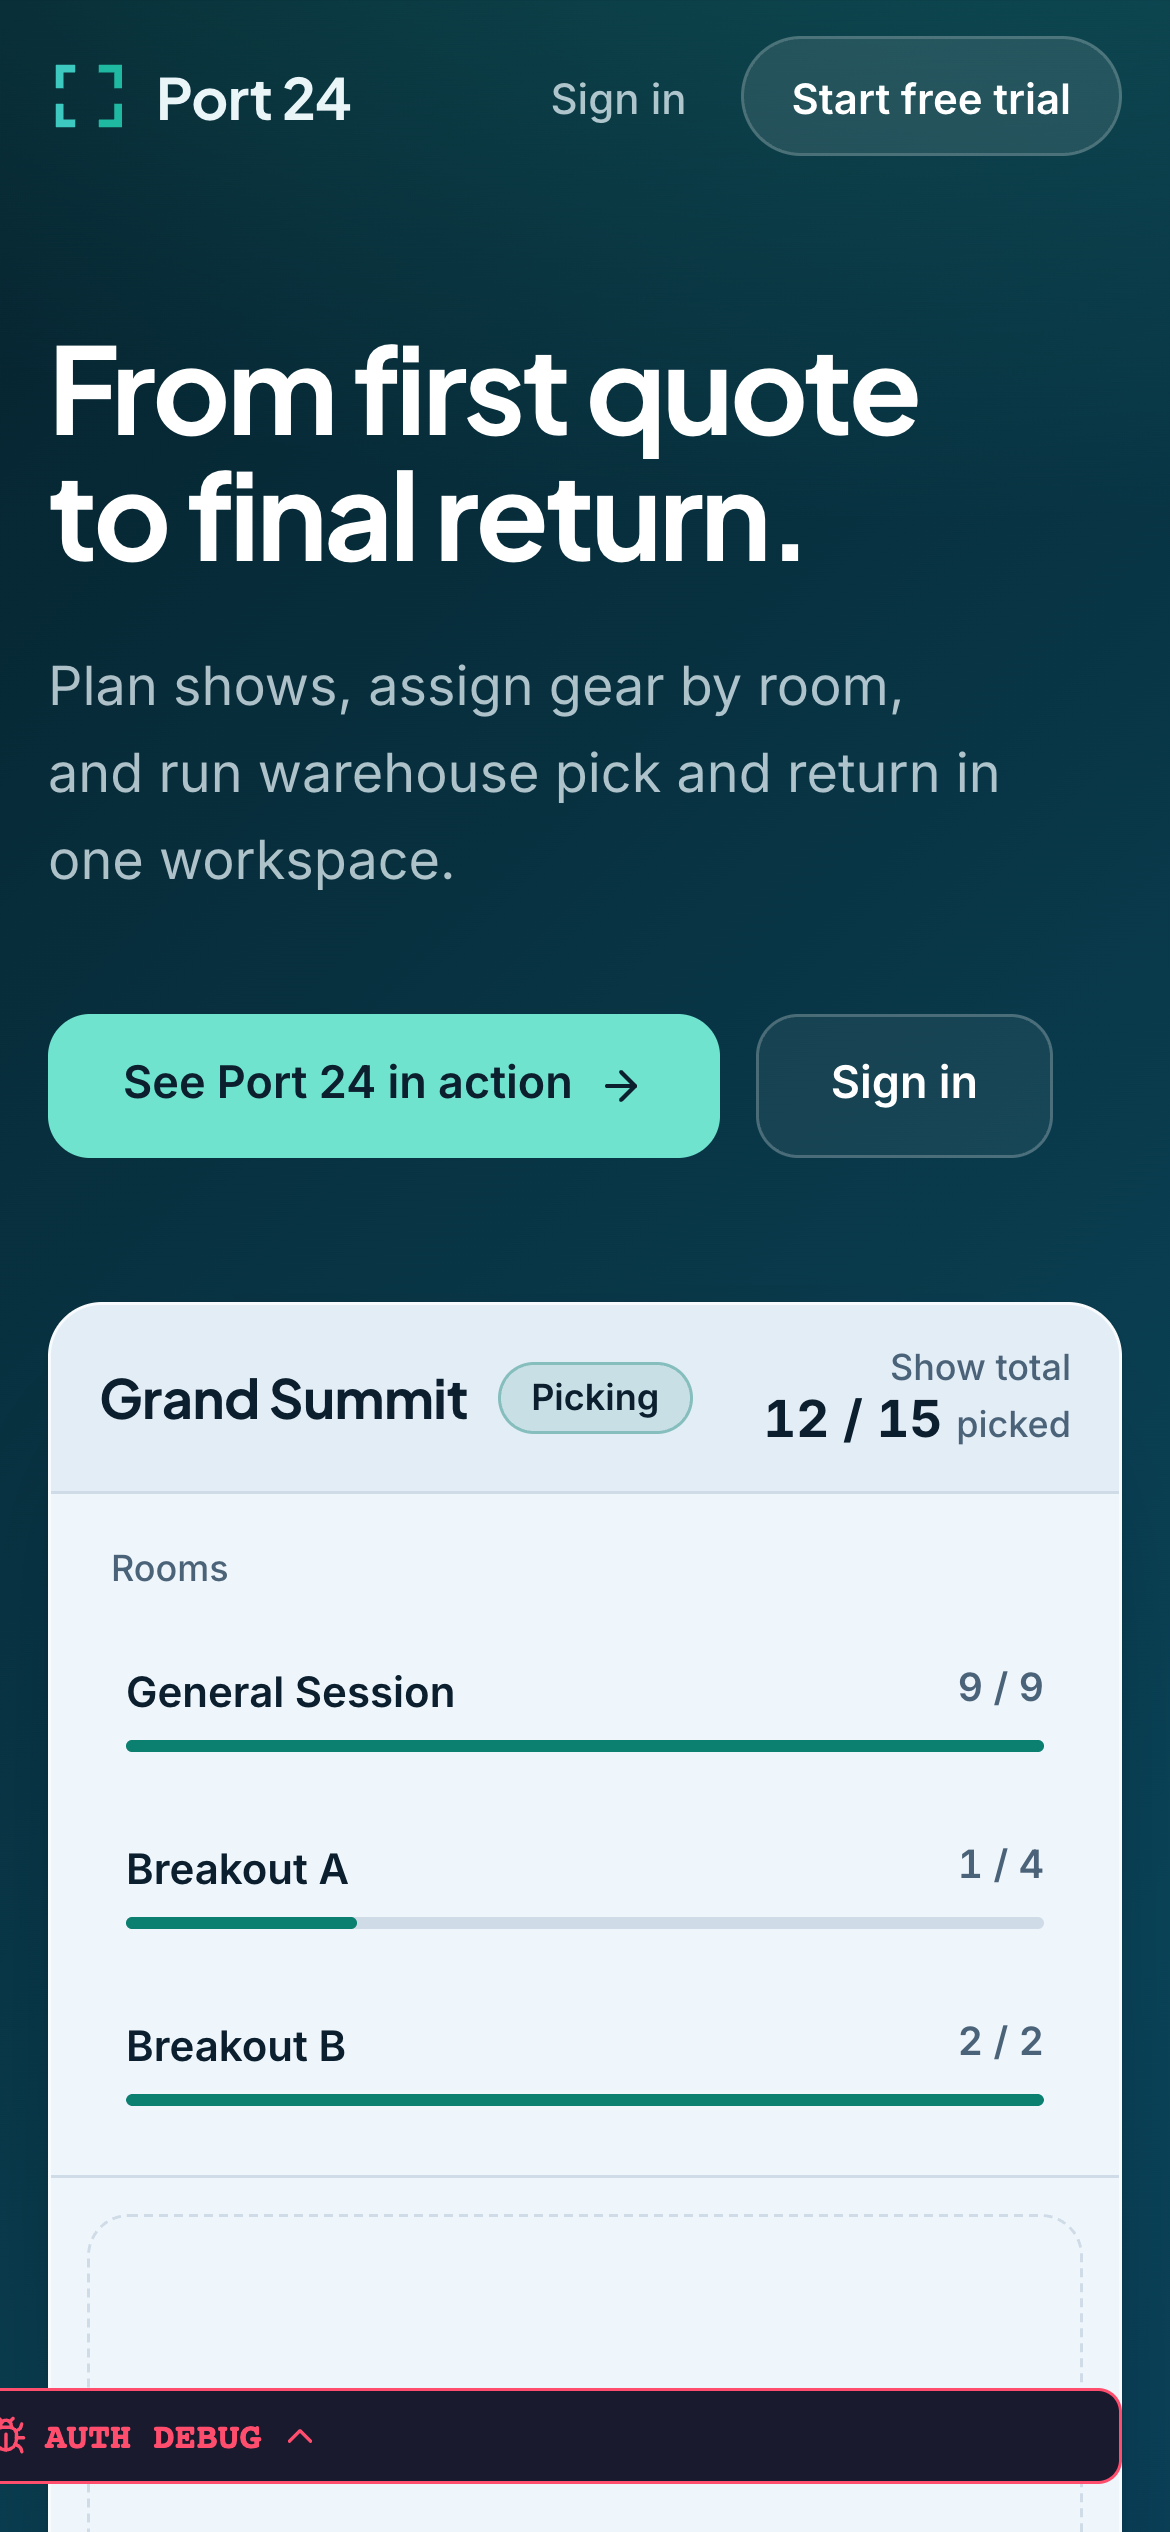 Port 24
Sign in
Start free trial
From first quote
to final return.
Plan shows, assign gear by room,
and run warehouse pick and return in
one workspace.
See Port 24 in action →
Sign in
Grand Summit
Picking
Show total
12 / 15 picked
Rooms
General Session
9 / 9
Breakout A
1 / 4
Breakout B
2 / 2
AUTH DEBUG